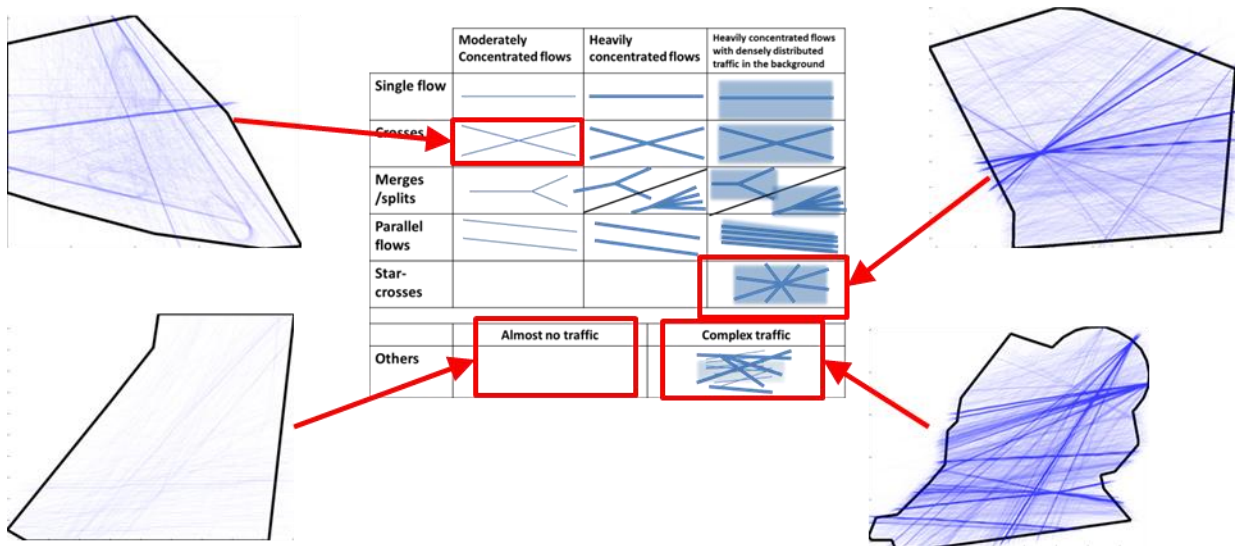 Moderately
Concentrated flows
Heavily
concentrated flows
Heavily concentrated flows
with densely distributed
traffic in the background
Single flow
Crosses
Merges
/splits
Parallel
flows
Star-
crosses
Almost no traffic
Complex traffic
Others